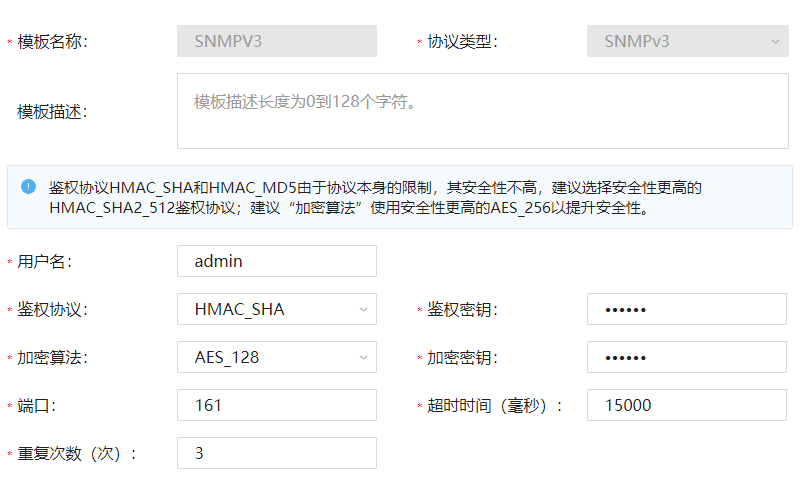 * 模板名称： SNMPV3 * 协议类型： SNMPv3
模板描述： 模板描述长度为0到128个字符。
鉴权协议HMAC_SHA和HMAC_MD5由于协议本身的限制，其安全性不高，建议选择安全性更高的
HMAC_SHA2_512鉴权协议；建议“加密算法”使用安全性更高的AES_256以提升安全性。
* 用户名： admin
* 鉴权协议： HMAC_SHA * 鉴权密钥： ••••••
* 加密算法： AES_128 * 加密密钥： ••••••
* 端口： 161 * 超时时间（毫秒）： 15000
* 重复次数（次）： 3